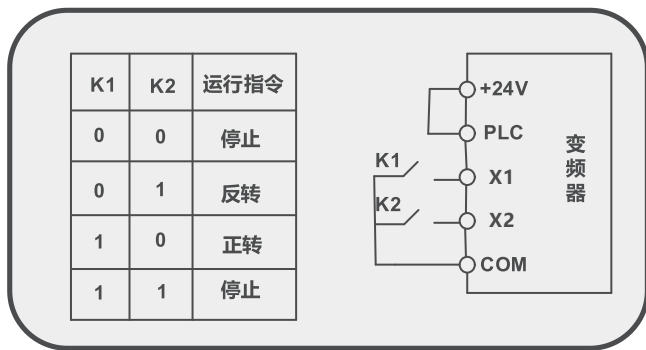 K1 K2 运行指令
0 0 停止
0 1 反转
1 0 正转
1 1 停止
+24V
PLC
K1
X1
K2
X2
COM
变频器